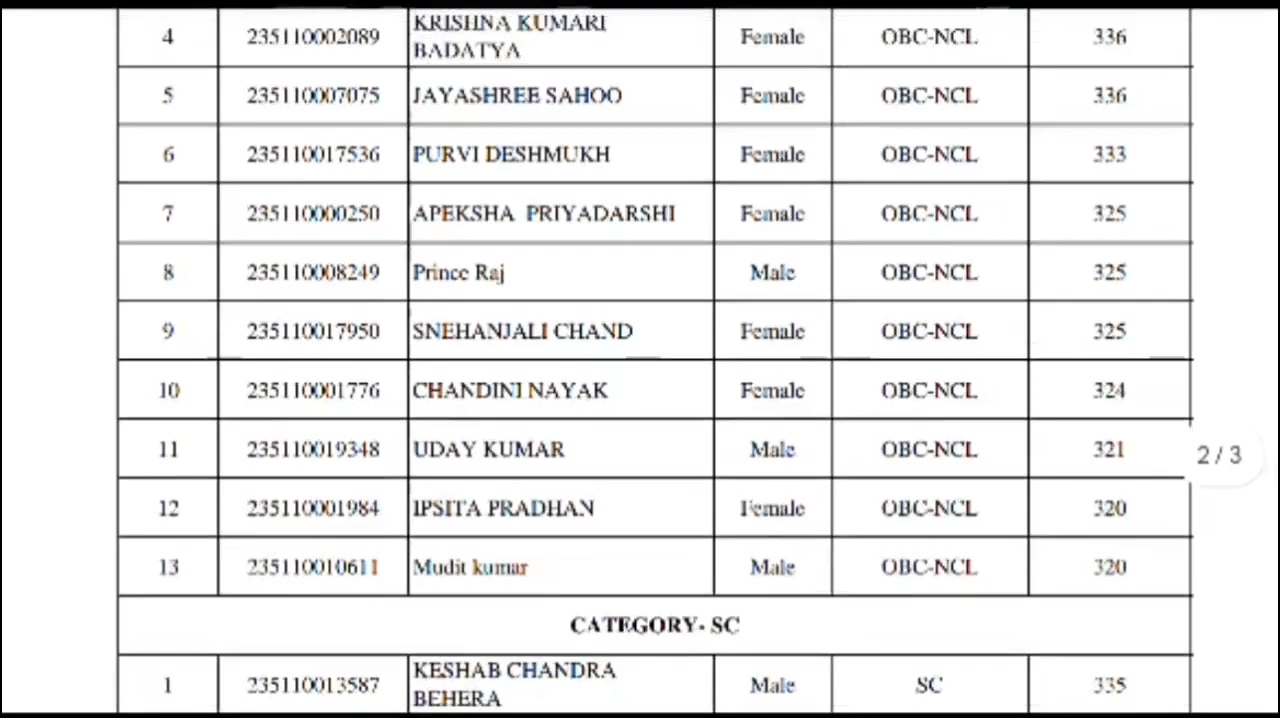 4 235110002089 KRISHNA KUMARI BADATYA Female OBC-NCL 336
5 235110007075 JAYASHREE SAHOO Female OBC-NCL 336
6 235110017536 PURVI DESHMUKH Female OBC-NCL 333
7 235110000250 APEKSHA PRIYADARSHI Female OBC-NCL 325
8 235110008249 Prince Raj Male OBC-NCL 325
9 235110017950 SNEHANJALI CHAND Female OBC-NCL 325
10 235110001776 CHANDINI NAYAK Female OBC-NCL 324
11 235110019348 UDAY KUMAR Male OBC-NCL 321
2 / 3
12 235110001984 IPSITA PRADHAN Female OBC-NCL 320
13 235110010611 Mudit kumar Male OBC-NCL 320
CATEGORY- SC
1 235110013587 KESHAB CHANDRA BEHERA Male SC 335